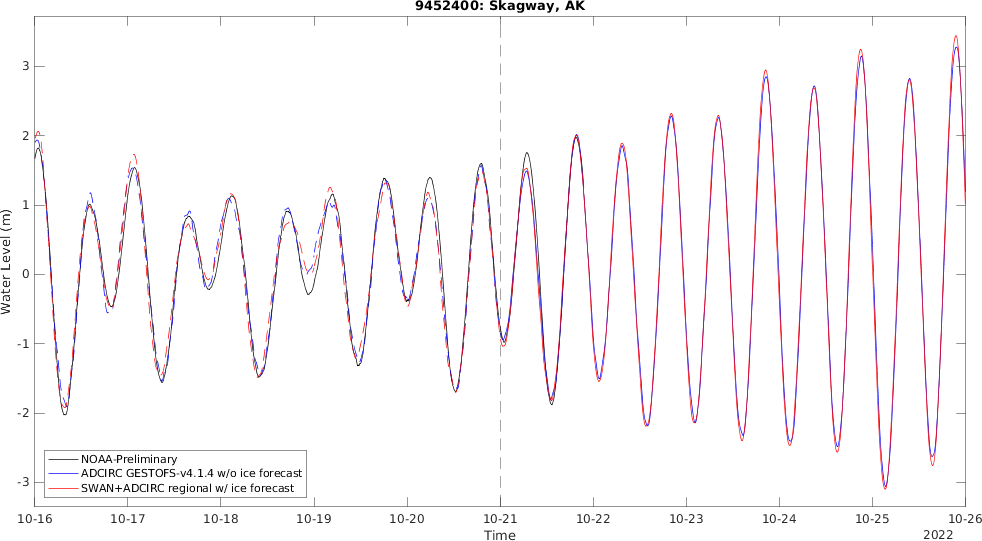 9452400: Skagway, AK
Water Level (m)
3
2
1
0
-1
-2
-3
NOAA-Preliminary
ADCIRC GESTOFS-v4.1.4 w/o ice forecast
SWAN+ADCIRC regional w/ ice forecast
10-16 10-17 10-18 10-19 10-20 10-21 10-22 10-23 10-24 10-25 10-26
Time
2022